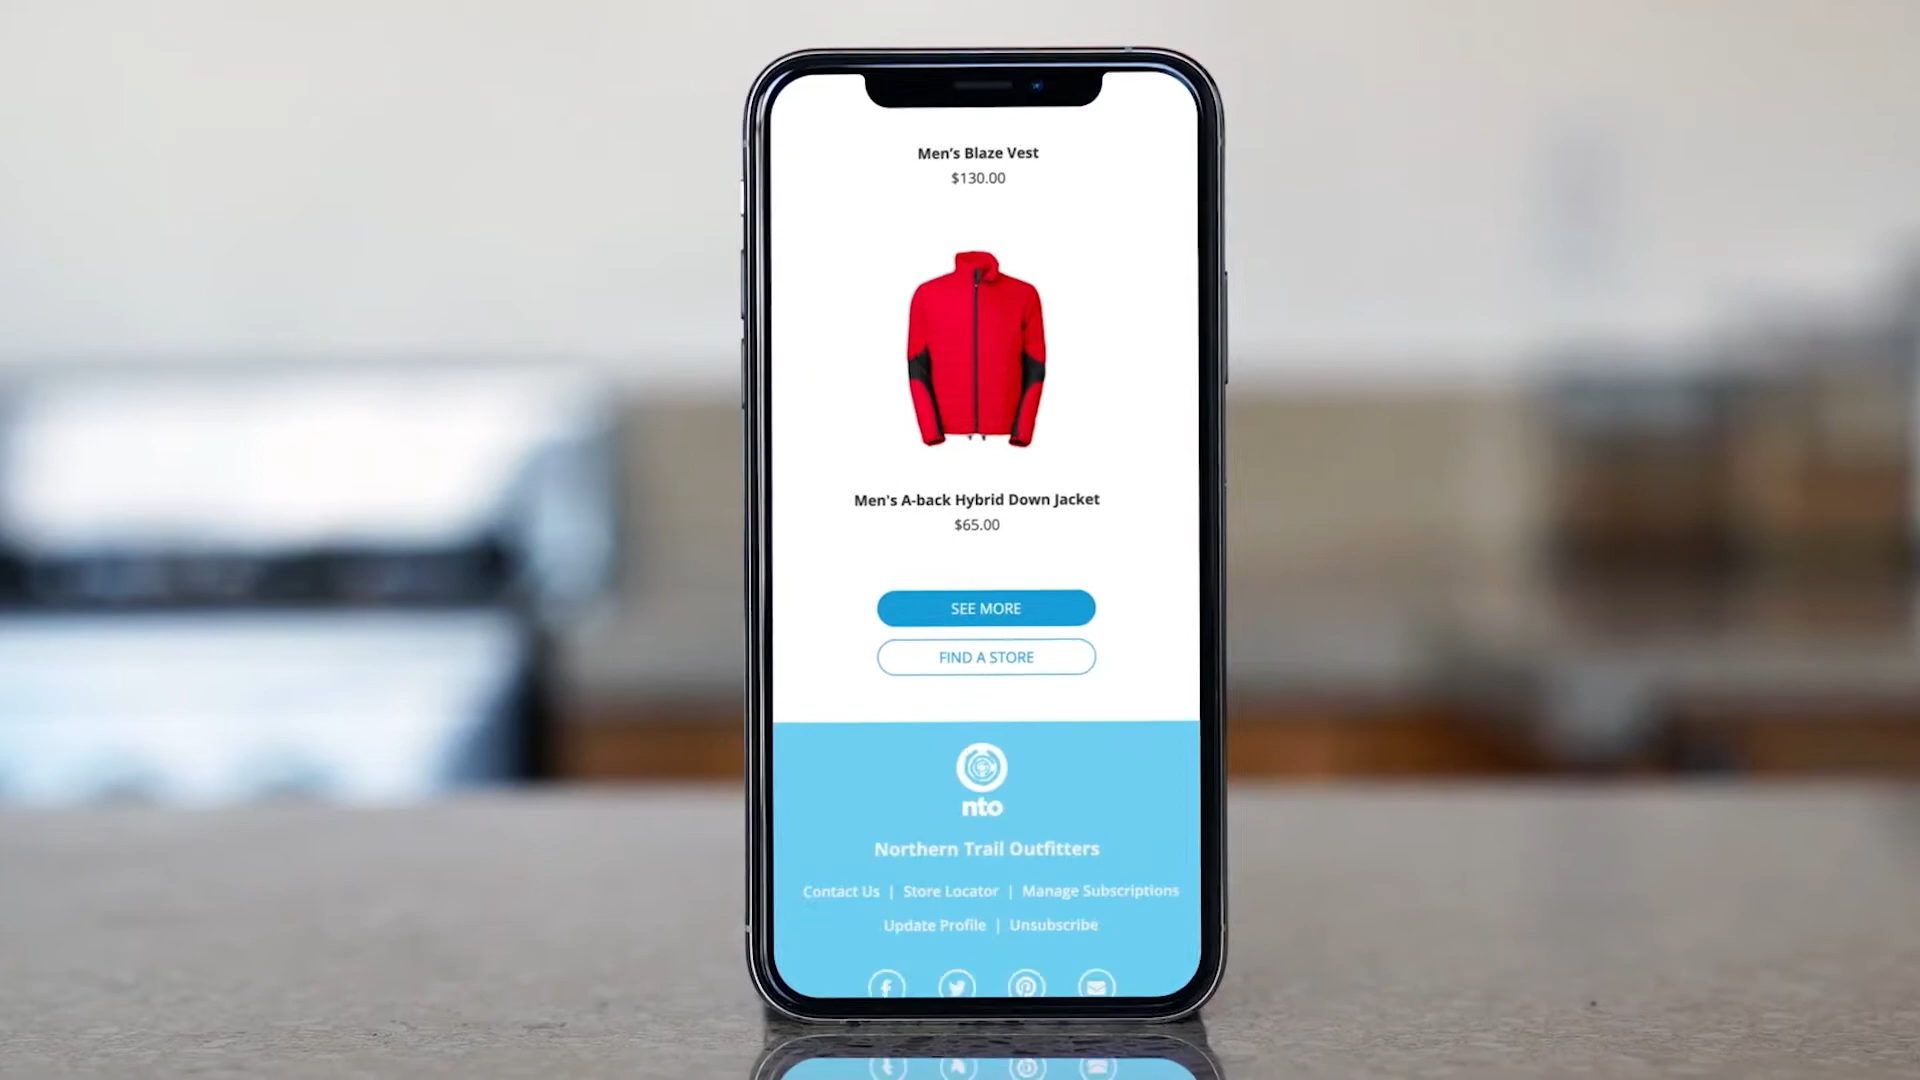 Men’s Blaze Vest
$130.00
Men's A-back Hybrid Down Jacket
$65.00
SEE MORE
FIND A STORE
nto
Northern Trail Outfitters
Contact Us | Store Locator | Manage Subscriptions
Update Profile | Unsubscribe